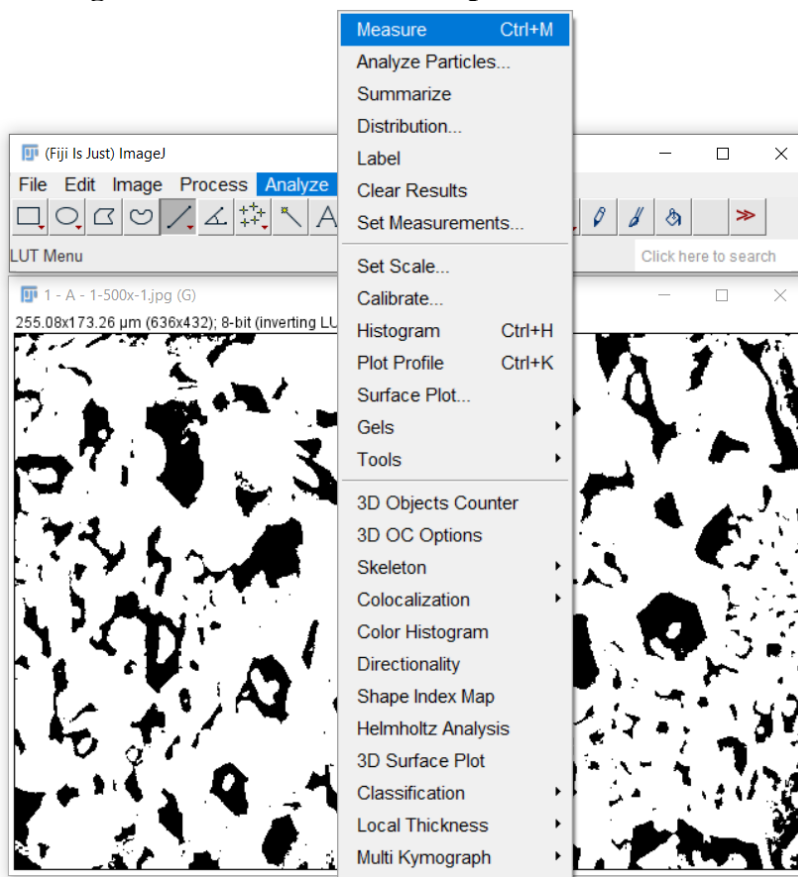 Measure Ctrl+M
Analyze Particles...
Summarize
Distribution...
Label
Clear Results
Set Measurements...
Set Scale...
Calibrate...
Histogram Ctrl+H
Plot Profile Ctrl+K
Surface Plot...
Gels
Tools
3D Objects Counter
3D OC Options
Skeleton
Colocalization
Color Histogram
Directionality
Shape Index Map
Helmholtz Analysis
3D Surface Plot
Classification
Local Thickness
Multi Kymograph
(Fiji Is Just) ImageJ
File Edit Image Process Analyze
A
LUT Menu
Click here to search
1 - A - 1-500x-1.jpg (G)
255.08x173.26 µm (636x432); 8-bit (inverting LU